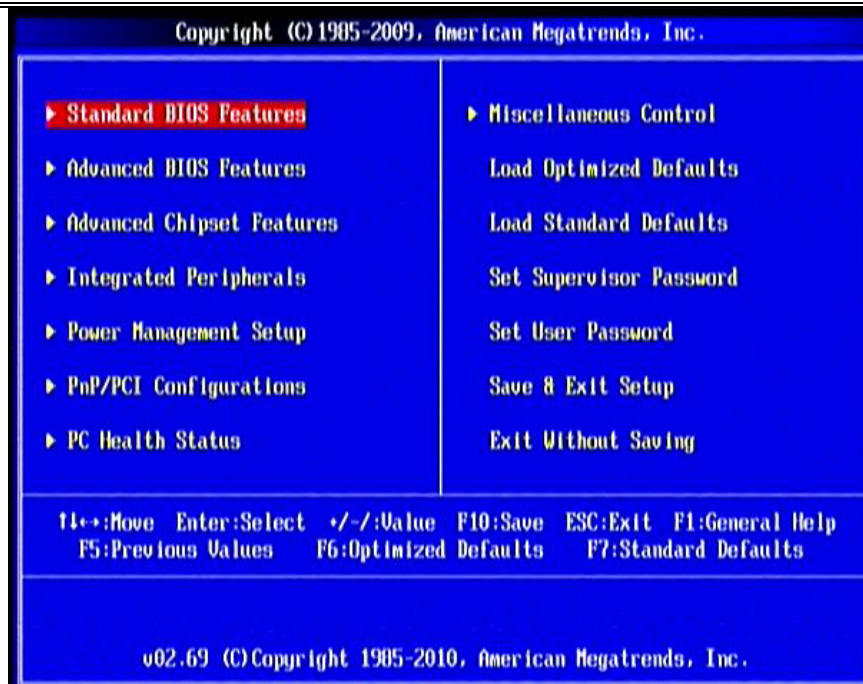 Copyright (C)1985-2009, American Megatrends, Inc.
▶ Standard BIOS Features
▶ Advanced BIOS Features
▶ Advanced Chipset Features
▶ Integrated Peripherals
▶ Power Management Setup
▶ PnP/PCI Configurations
▶ PC Health Status
▶ Miscellaneous Control
Load Optimized Defaults
Load Standard Defaults
Set Supervisor Password
Set User Password
Save & Exit Setup
Exit Without Saving
↑↓←→:Move Enter:Select +/-/:Value F10:Save ESC:Exit F1:General Help
F5:Previous Values F6:Optimized Defaults F7:Standard Defaults
v02.69 (C)Copyright 1985-2010, American Megatrends, Inc.